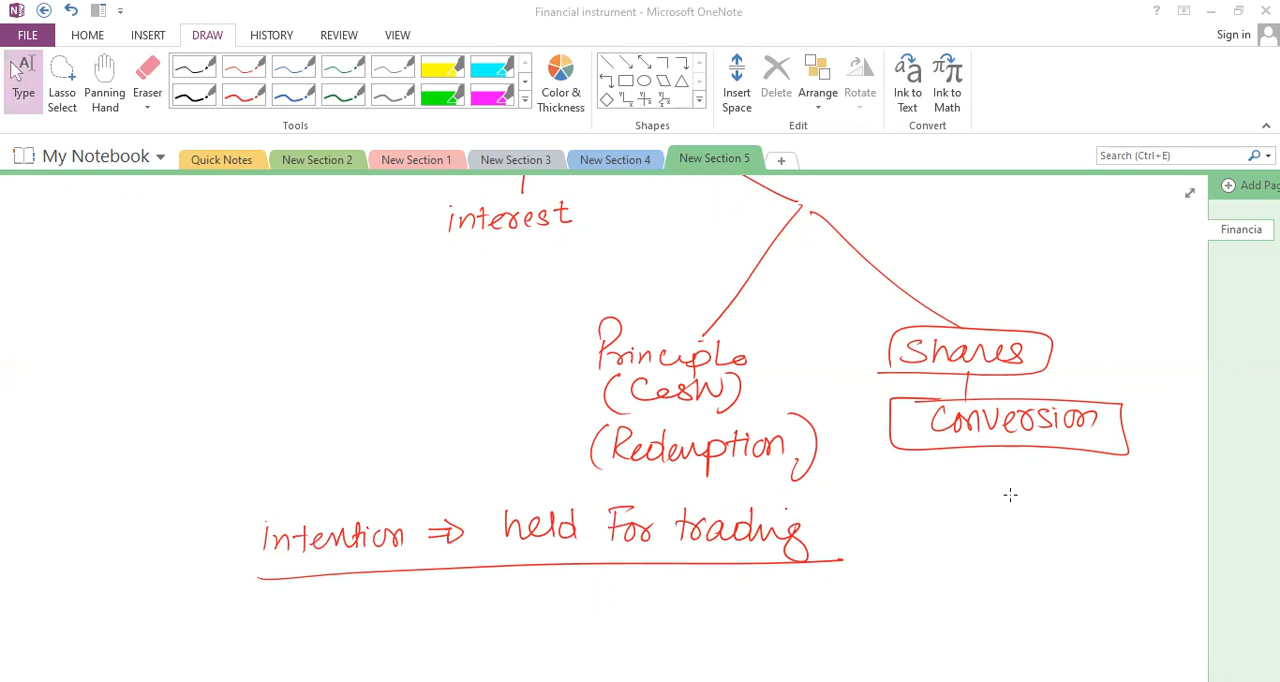 Financial instrument - Microsoft OneNote
? 
FILE HOME INSERT DRAW HISTORY REVIEW VIEW
Sign in
Type
Lasso Select
Panning Hand
Eraser
Color & Thickness
Insert Space
Delete
Arrange
Rotate
Ink to Text
Ink to Math
Tools
Shapes
Edit
Convert
My Notebook
Quick Notes
New Section 2
New Section 1
New Section 3
New Section 4
New Section 5
Search (Ctrl+E)
Add Pag
Financia
interest
Principle
(Cash)
(Redemption)
Shares
Conversion
intention ⇒ held For trading